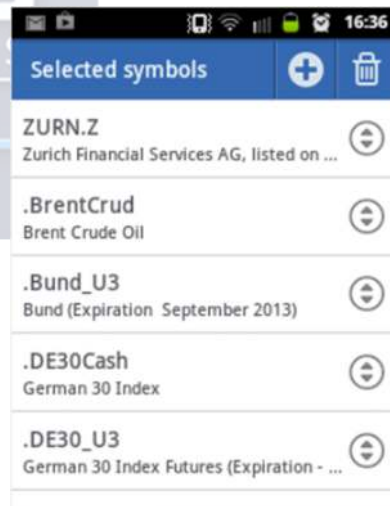 16:36
Selected symbols
ZURN.Z
Zurich Financial Services AG, listed on ...
.BrentCrud
Brent Crude Oil
.Bund_U3
Bund (Expiration September 2013)
.DE30Cash
German 30 Index
.DE30_U3
German 30 Index Futures (Expiration - ...